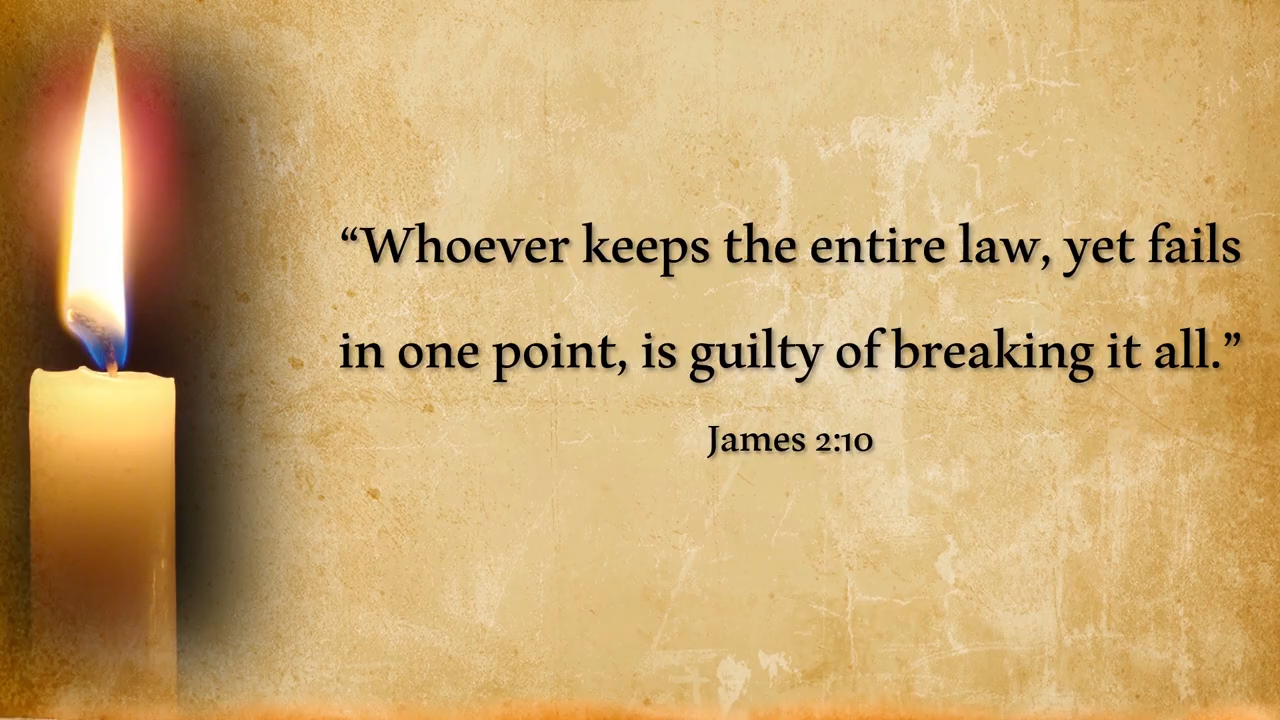 “Whoever keeps the entire law, yet fails
in one point, is guilty of breaking it all.”
James 2:10